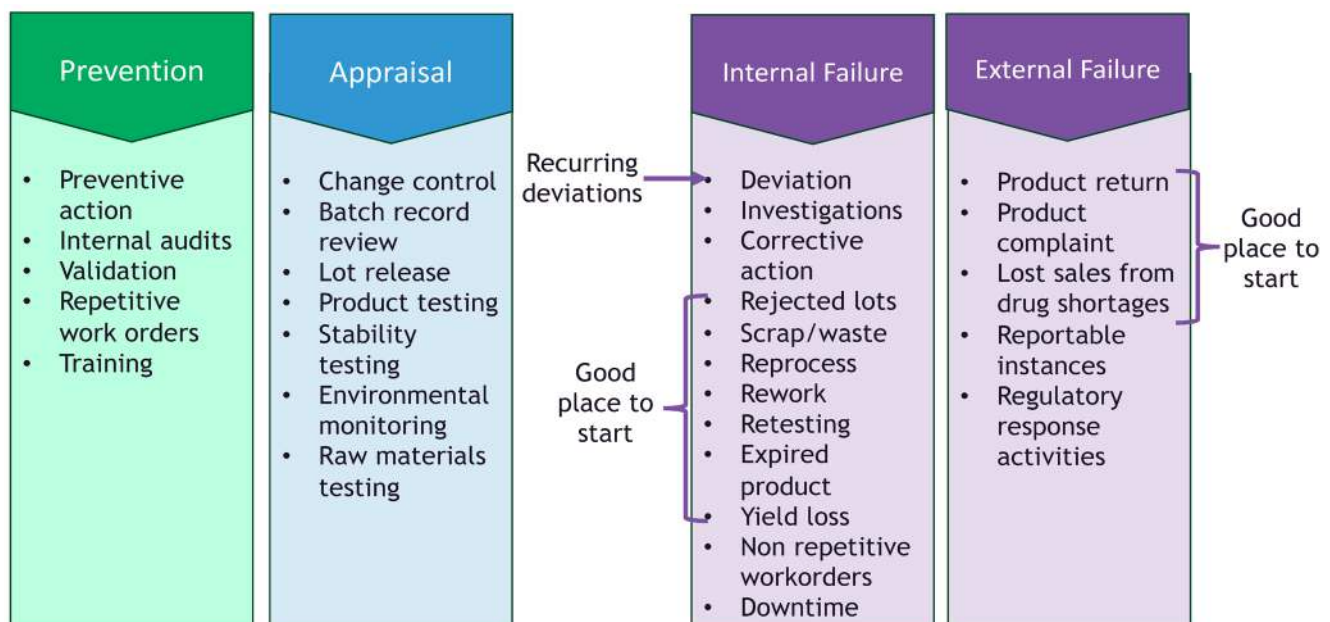 Prevention
• Preventive
action
• Internal audits
• Validation
• Repetitive
work orders
• Training
Appraisal
• Change control
• Batch record
review
• Lot release
• Product testing
• Stability
testing
• Environmental
monitoring
• Raw materials
testing
Recurring
deviations
Good
place to
start
Internal Failure
• Deviation
• Investigations
• Corrective
action
• Rejected lots
• Scrap/waste
• Reprocess
• Rework
• Retesting
• Expired
product
• Yield loss
• Non repetitive
workorders
• Downtime
External Failure
• Product return
• Product
complaint
• Lost sales from
drug shortages
• Reportable
instances
• Regulatory
response
activities
Good
place to
start